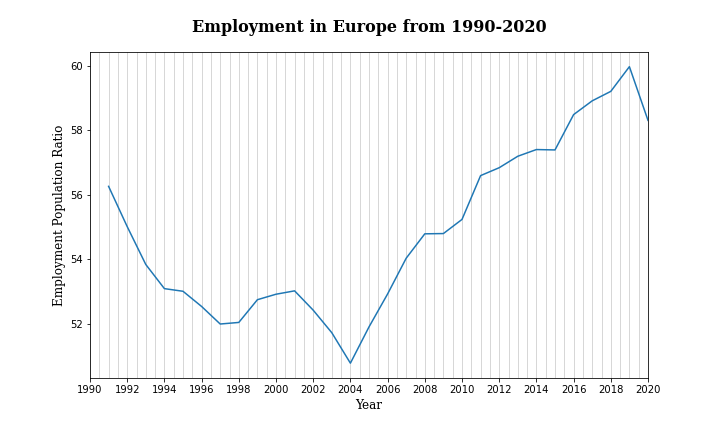 Employment in Europe from 1990-2020
Employment Population Ratio
60
58
56
54
52
1990 1992 1994 1996 1998 2000 2002 2004 2006 2008 2010 2012 2014 2016 2018 2020
Year